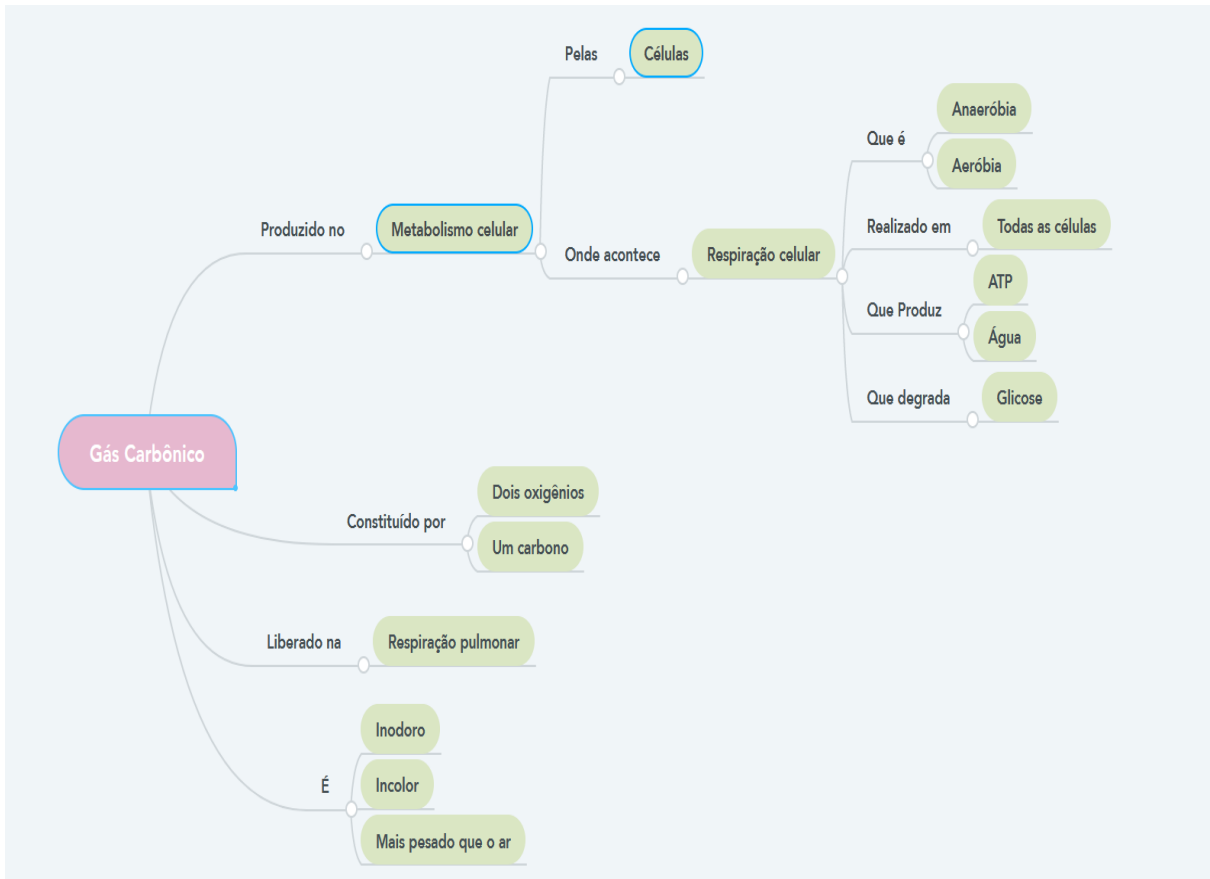 Pelas
Células
Anaeróbia
Que é
Aeróbia
Produzido no
Metabolismo celular
Realizado em
Todas as células
Onde acontece
Respiração celular
ATP
Que Produz
Água
Que degrada
Glicose
Gás Carbônico
Dois oxigênios
Constituído por
Um carbono
Liberado na
Respiração pulmonar
Inodoro
É
Incolor
Mais pesado que o ar